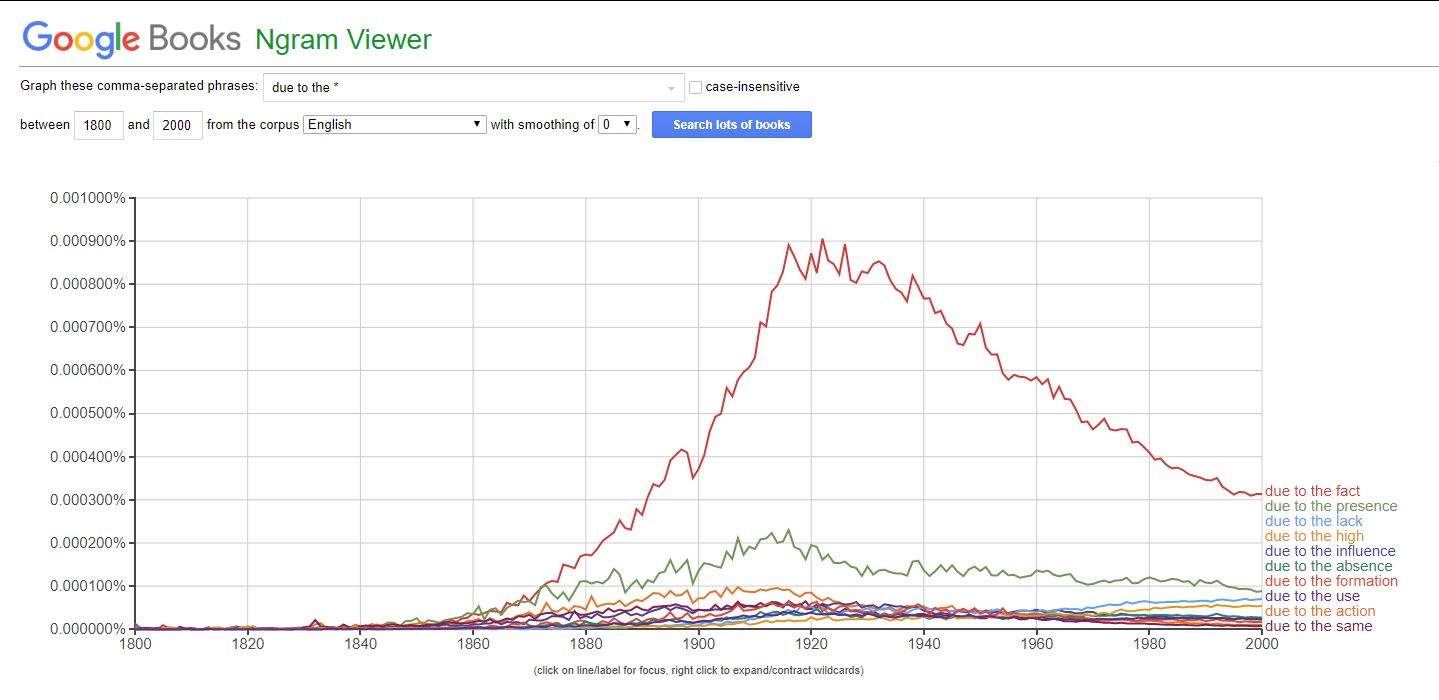 Google Books Ngram Viewer
Graph these comma-separated phrases: due to the * case-insensitive
between 1800 and 2000 from the corpus English with smoothing of 0 . Search lots of books
0.001000%
0.000900%
0.000800%
0.000700%
0.000600%
0.000500%
0.000400%
0.000300%
0.000200%
0.000100%
0.000000%
due to the fact
due to the presence
due to the lack
due to the high
due to the influence
due to the absence
due to the formation
due to the use
due to the action
due to the same
1800 1820 1840 1860 1880 1900 1920 1940 1960 1980 2000
(click on line/label for focus, right click to expand/contract wildcards)